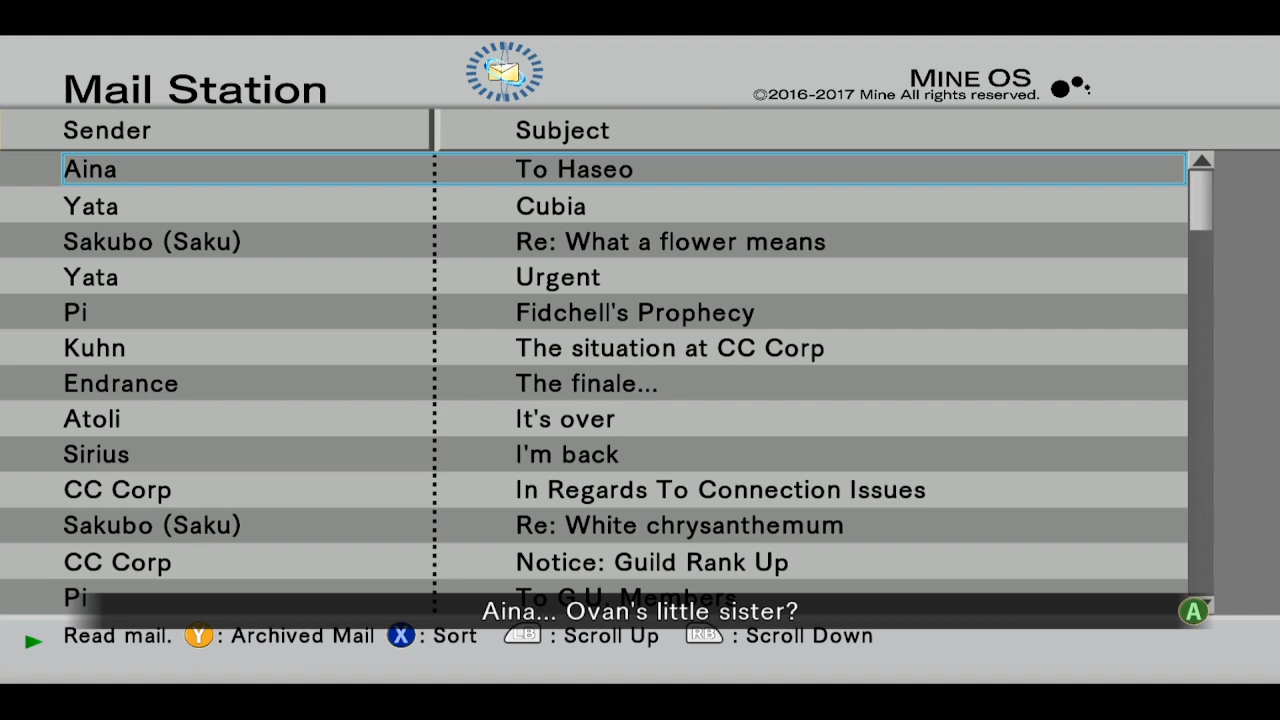 Mail Station
MINE OS
©2016-2017 Mine All rights reserved.
Sender Subject
Aina To Haseo
Yata Cubia
Sakubo (Saku) Re: What a flower means
Yata Urgent
Pi Fidchell's Prophecy
Kuhn The situation at CC Corp
Endrance The finale...
Atoli It's over
Sirius I'm back
CC Corp In Regards To Connection Issues
Sakubo (Saku) Re: White chrysanthemum
CC Corp Notice: Guild Rank Up
Pi To G.U. Members
Aina... Ovan's little sister? A
Read mail. Y : Archived Mail X : Sort LB : Scroll Up RB : Scroll Down